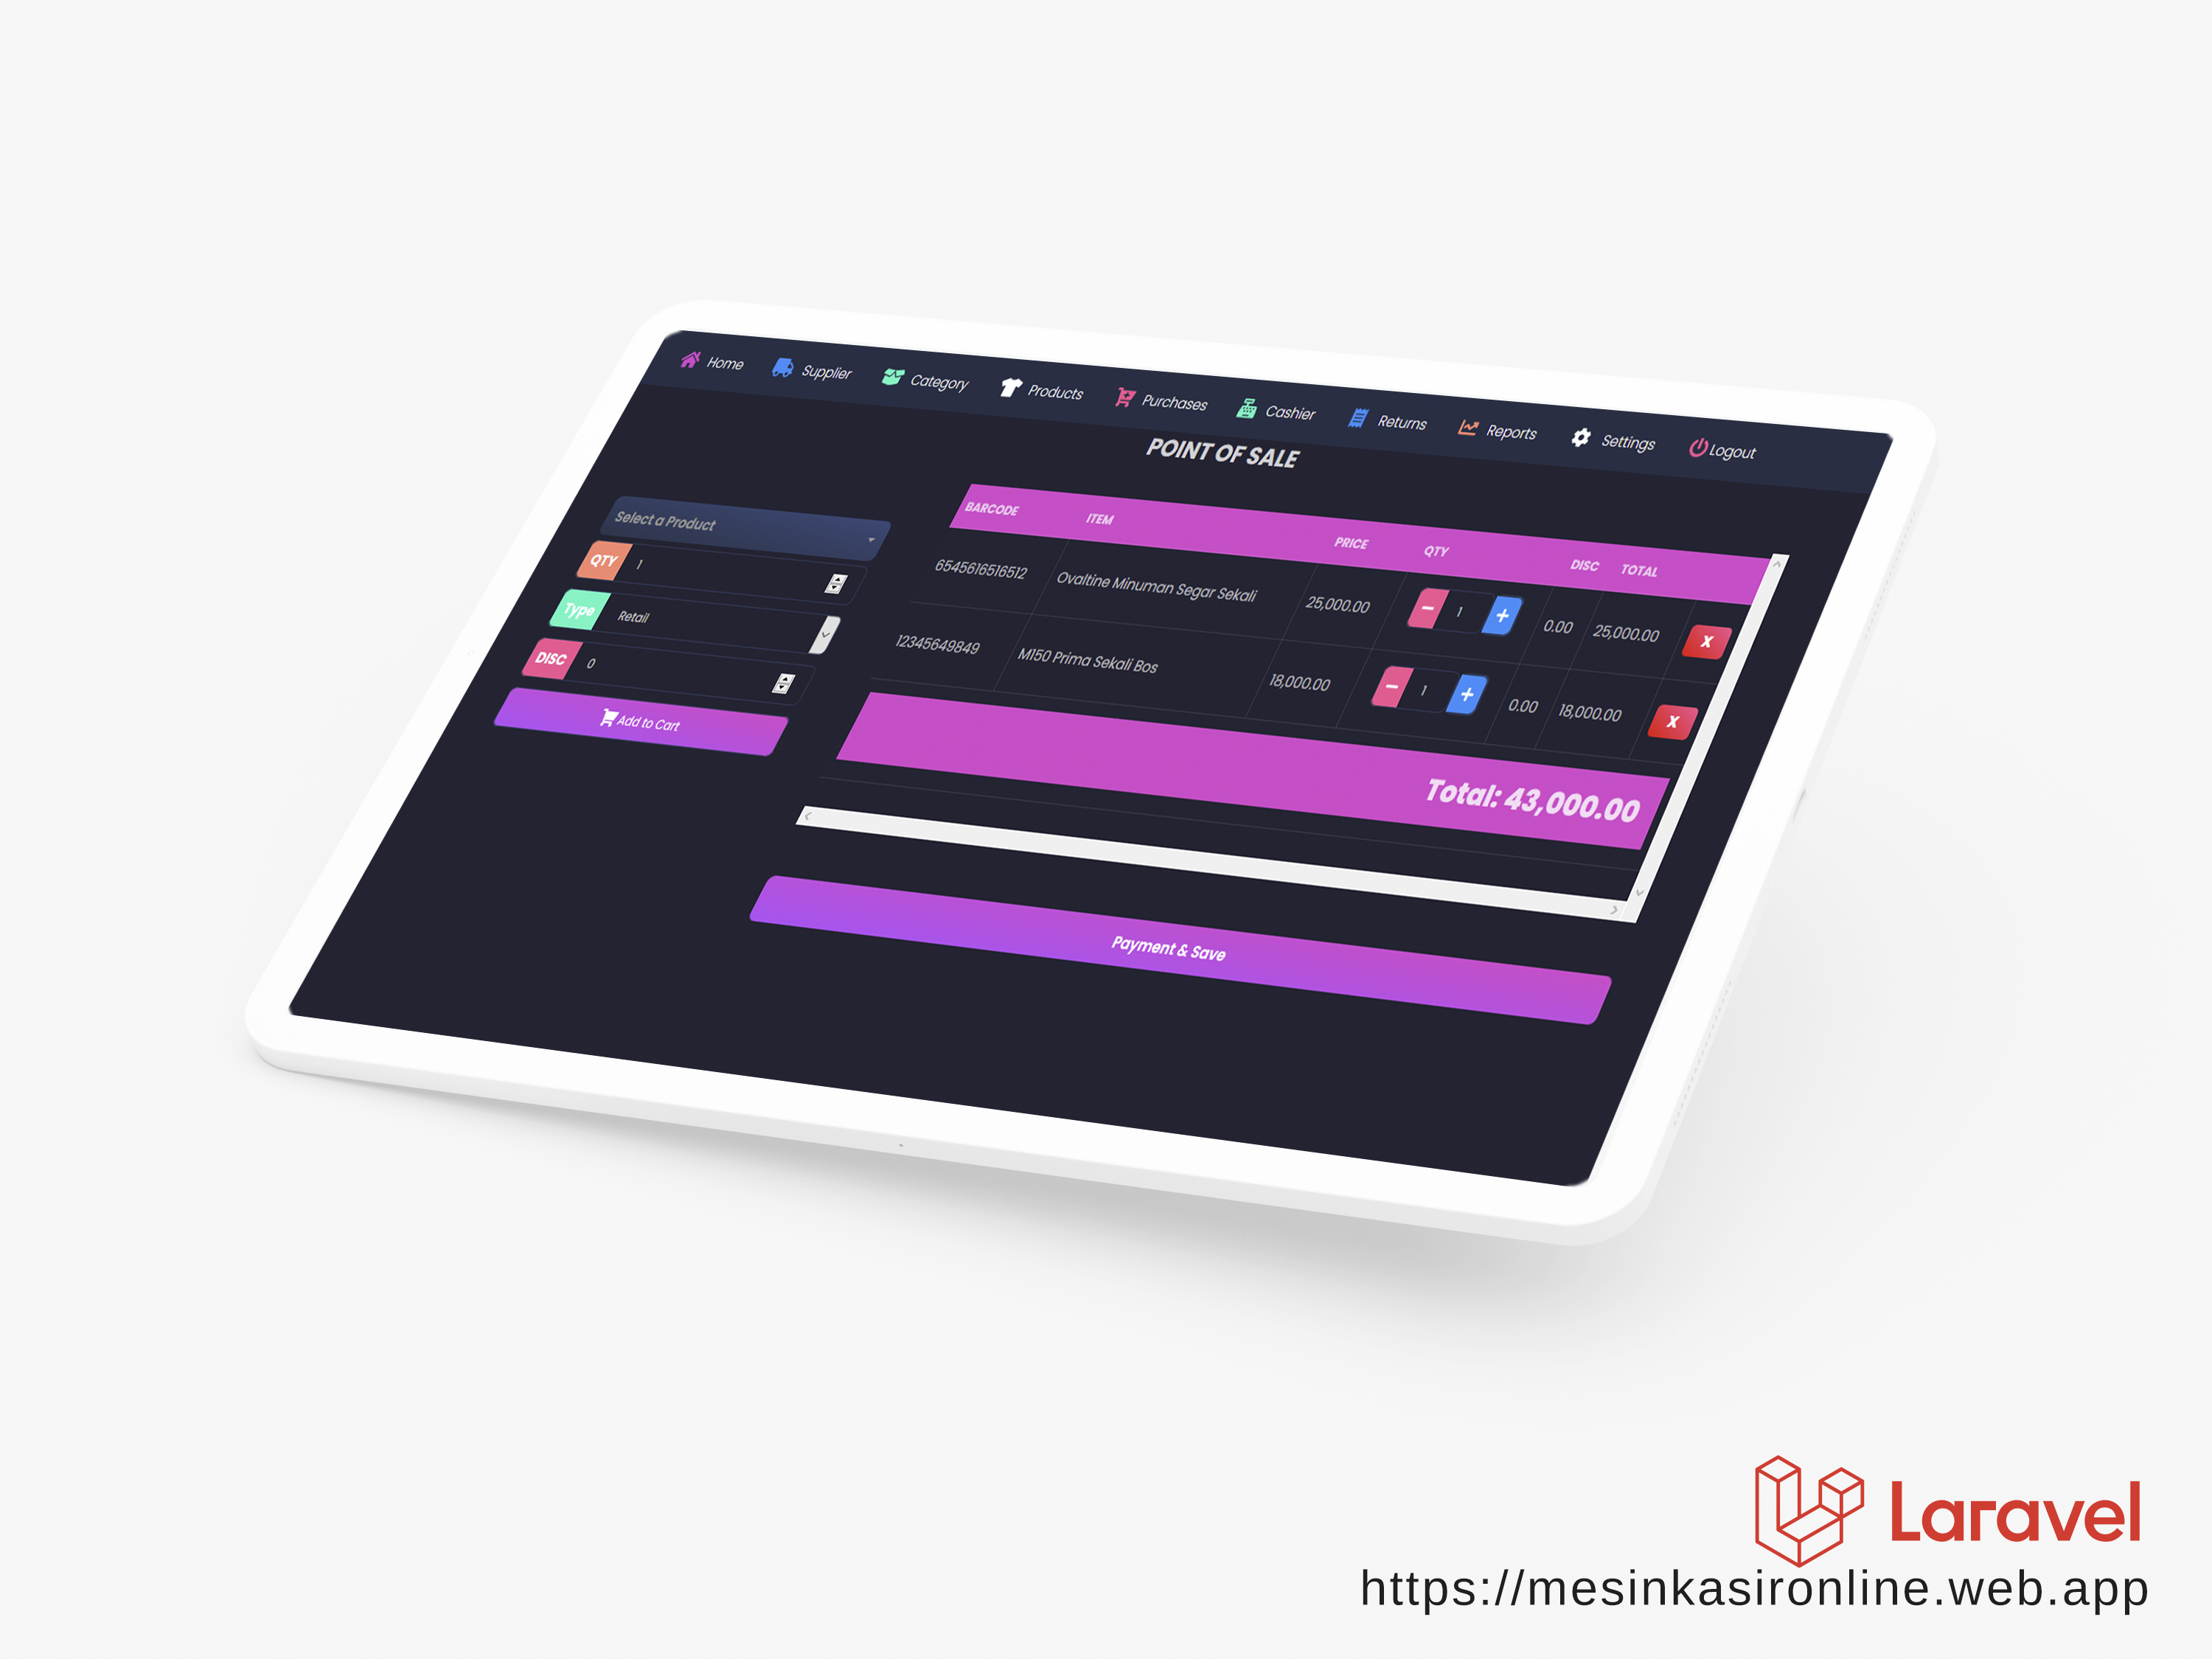 Home Supplier Category Products Purchases Cashier Returns Reports Settings Logout
POINT OF SALE
Select a Product
QTY 1
Type Retail
DISC 0
Add to Cart
BARCODE ITEM PRICE QTY DISC TOTAL
6545616516512 Ovaltine Minuman Segar Sekali 25,000.00 - 1 + 0.00 25,000.00 X
12345649849 M150 Prima Sekali Bos 18,000.00 - 1 + 0.00 18,000.00 X
Total: 43,000.00
Payment & Save
Laravel
https://mesinkasironline.web.app